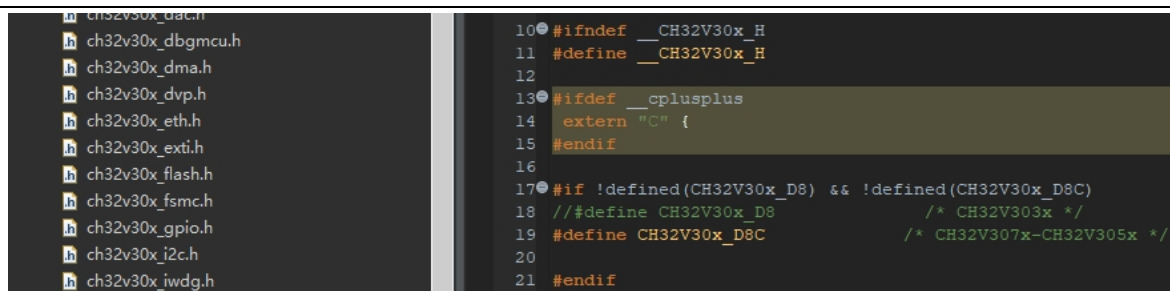 ch32v30x_dac.h
ch32v30x_dbgmcu.h
ch32v30x_dma.h
ch32v30x_dvp.h
ch32v30x_eth.h
ch32v30x_exti.h
ch32v30x_flash.h
ch32v30x_fsmc.h
ch32v30x_gpio.h
ch32v30x_i2c.h
ch32v30x_iwdg.h
10 #ifndef __CH32V30x_H
11 #define __CH32V30x_H
12
13 #ifdef __cplusplus
14 extern "C" {
15 #endif
16
17 #if !defined(CH32V30x_D8) && !defined(CH32V30x_D8C)
18 //#define CH32V30x_D8 /* CH32V303x */
19 #define CH32V30x_D8C /* CH32V307x-CH32V305x */
20
21 #endif